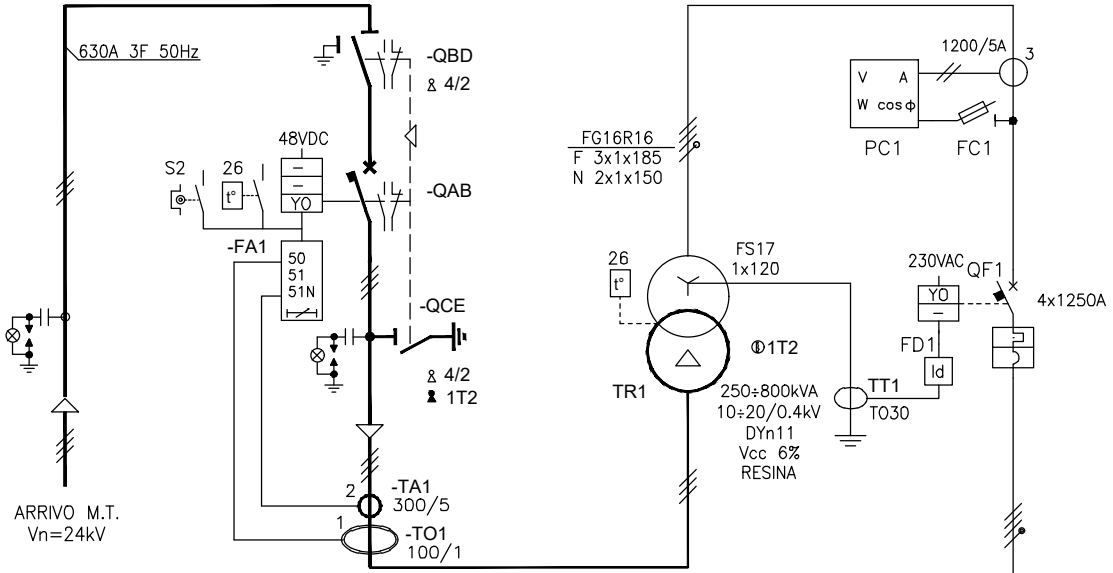 630A 3F 50Hz
-QBD
4/2
48VDC
S2
26
t°
–
–
YO
-QAB
-FA1
50
51
51N
-QCE
4/2
1T2
2
-TA1
300/5
1
-TO1
100/1
ARRIVO M.T.
Vn=24kV
FG16R16
F 3x1x185
N 2x1x150
26
t°
FS17
1x120
TR1
1T2
250÷800kVA
10÷20/0.4kV
DYn11
Vcc 6%
RESINA
1200/5A
3
V A
W cosϕ
PC1
FC1
230VAC
QF1
YO
–
4x1250A
FD1
Id
TT1
TO30